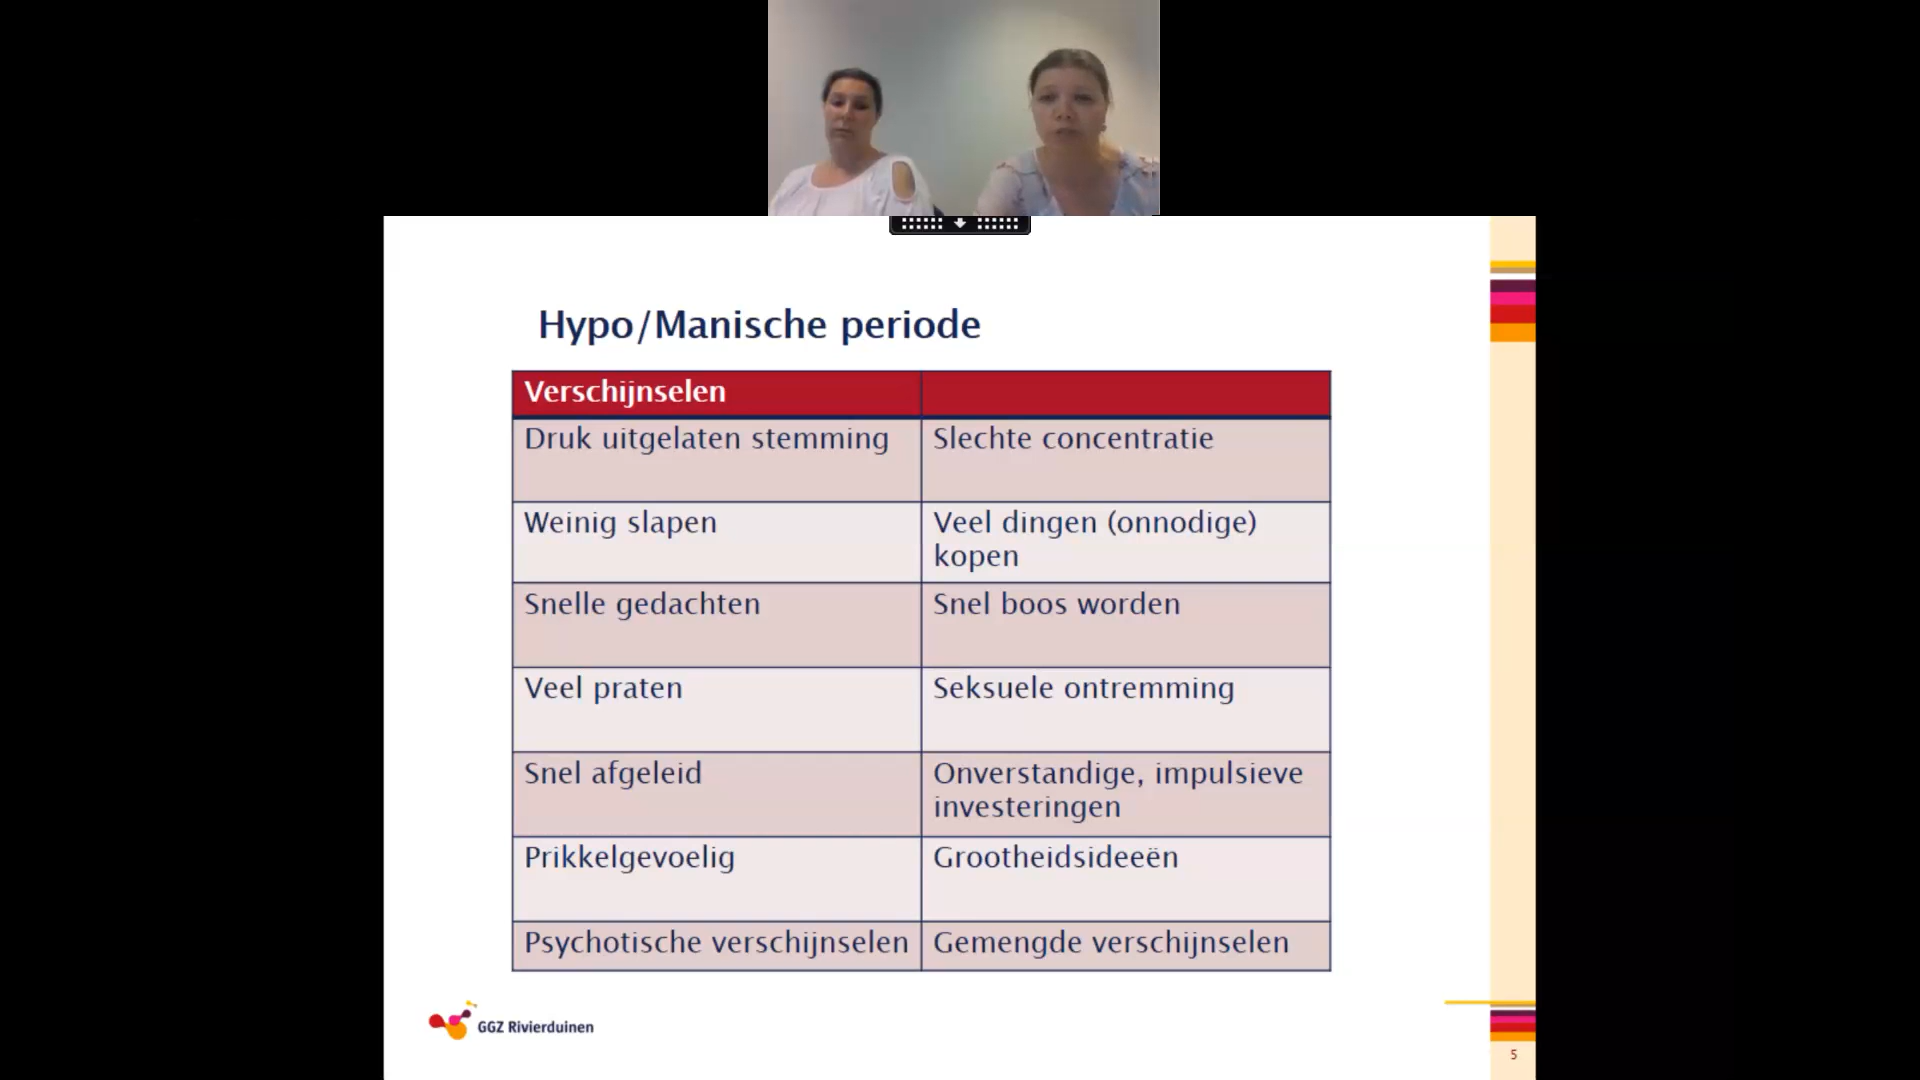 Hypo/Manische periode
Verschijnselen
Druk uitgelaten stemming
Slechte concentratie
Weinig slapen
Veel dingen (onnodige)
kopen
Snelle gedachten
Snel boos worden
Veel praten
Seksuele ontremming
Snel afgeleid
Onverstandige, impulsieve
investeringen
Prikkelgevoelig
Grootheidsideeën
Psychotische verschijnselen
Gemengde verschijnselen
GGZ Rivierduinen
5